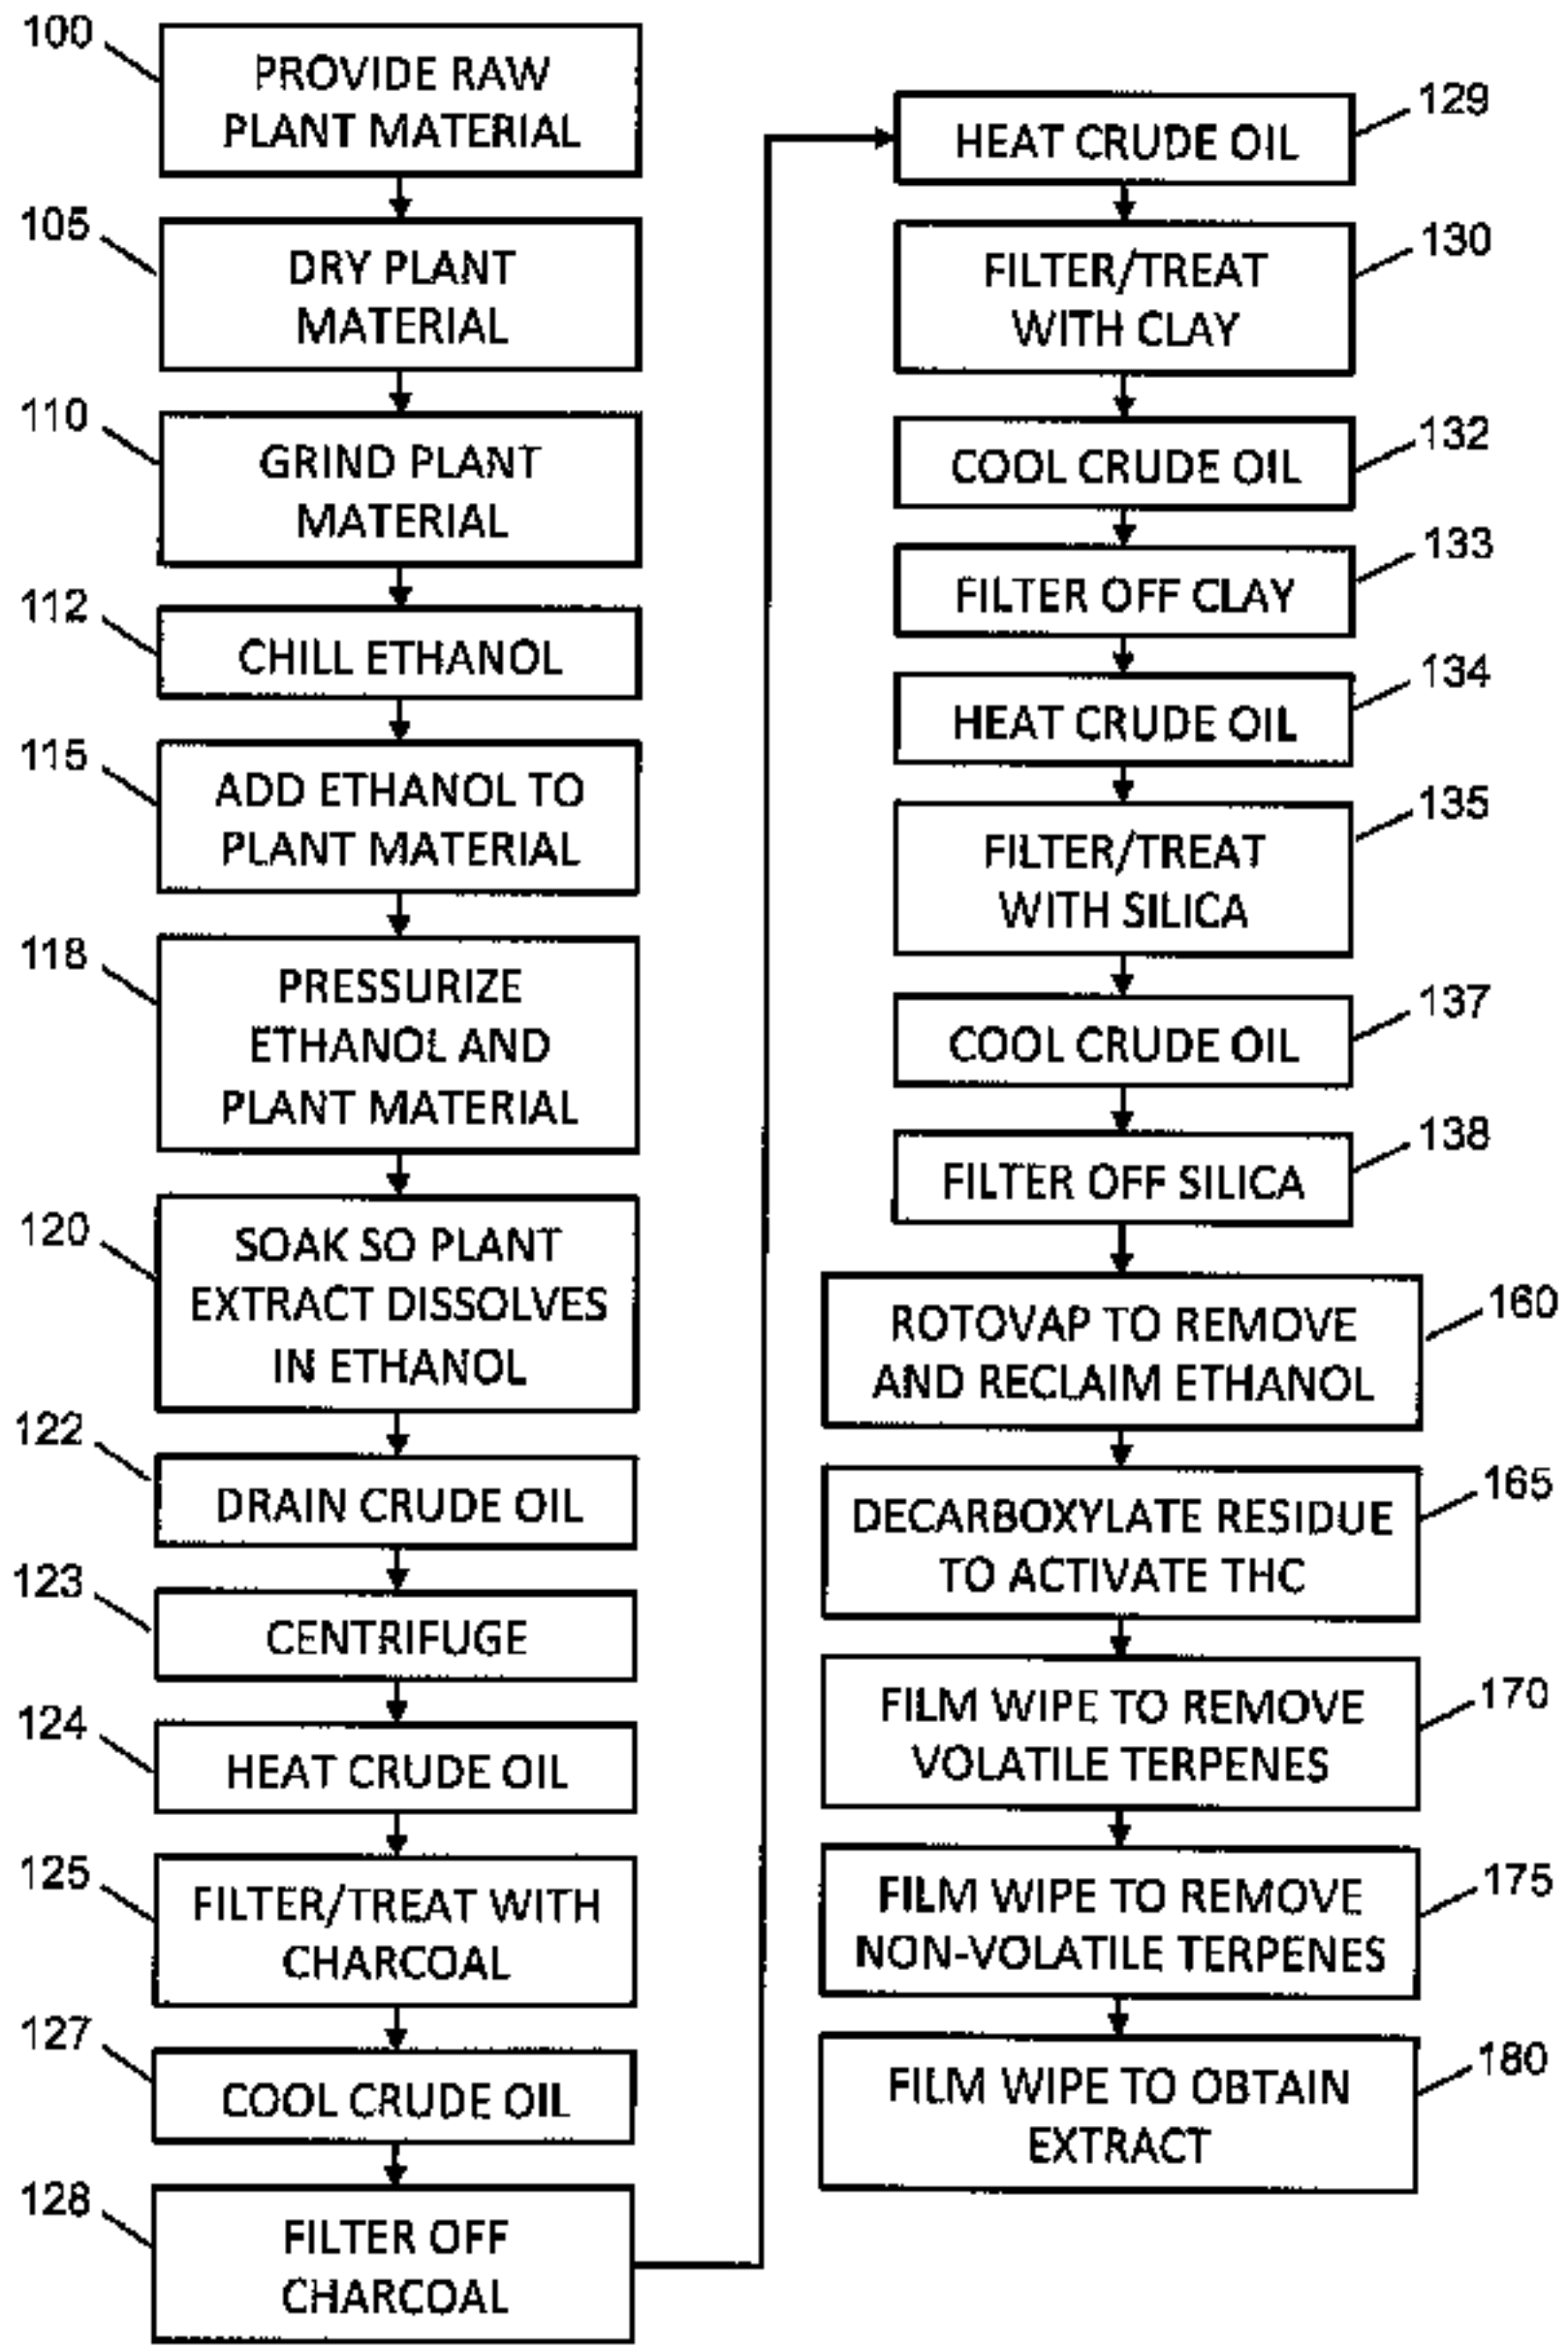 100
PROVIDE RAW
PLANT MATERIAL
105
DRY PLANT
MATERIAL
110
GRIND PLANT
MATERIAL
112
CHILL ETHANOL
115
ADD ETHANOL TO
PLANT MATERIAL
118
PRESSURIZE
ETHANOL AND
PLANT MATERIAL
120
SOAK SO PLANT
EXTRACT DISSOLVES
IN ETHANOL
122
DRAIN CRUDE OIL
123
CENTRIFUGE
124
HEAT CRUDE OIL
125
FILTER/TREAT WITH
CHARCOAL
127
COOL CRUDE OIL
128
FILTER OFF
CHARCOAL
129
HEAT CRUDE OIL
130
FILTER/TREAT
WITH CLAY
132
COOL CRUDE OIL
133
FILTER OFF CLAY
134
HEAT CRUDE OIL
135
FILTER/TREAT
WITH SILICA
137
COOL CRUDE OIL
138
FILTER OFF SILICA
160
ROTOVAP TO REMOVE
AND RECLAIM ETHANOL
165
DECARBOXYLATE RESIDUE
TO ACTIVATE THC
170
FILM WIPE TO REMOVE
VOLATILE TERPENES
175
FILM WIPE TO REMOVE
NON-VOLATILE TERPENES
180
FILM WIPE TO OBTAIN
EXTRACT